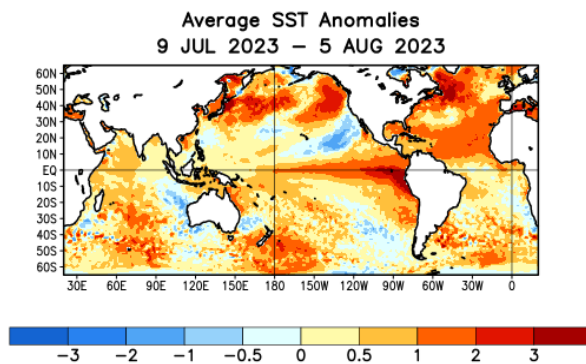 Average SST Anomalies
9 JUL 2023 – 5 AUG 2023
60N
50N
40N
30N
20N
10N
EQ
10S
20S
30S
40S
50S
60S
30E 60E 90E 120E 150E 180 150W 120W 90W 60W 30W 0
-3 -2 -1 -0.5 0 0.5 1 2 3